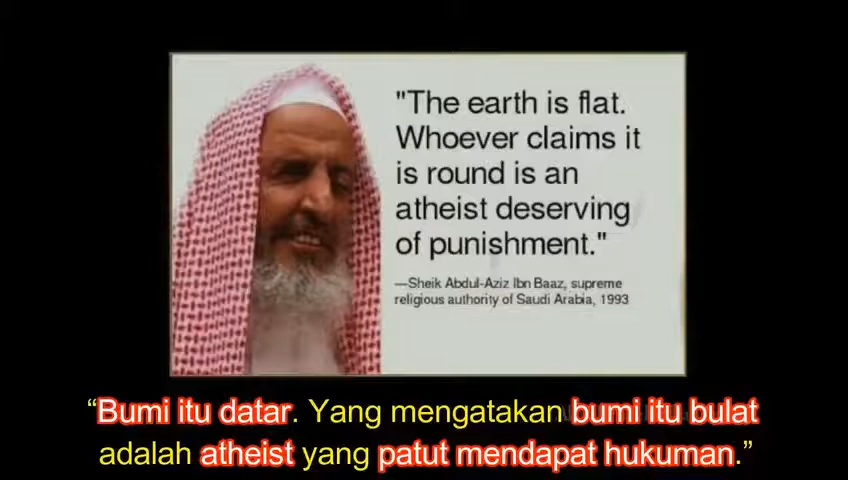 "The earth is flat.
Whoever claims it
is round is an
atheist deserving
of punishment."
—Sheik Abdul-Aziz Ibn Baaz, supreme
religious authority of Saudi Arabia, 1993
“Bumi itu datar. Yang mengatakan bumi itu bulat
adalah atheist yang patut mendapat hukuman.”